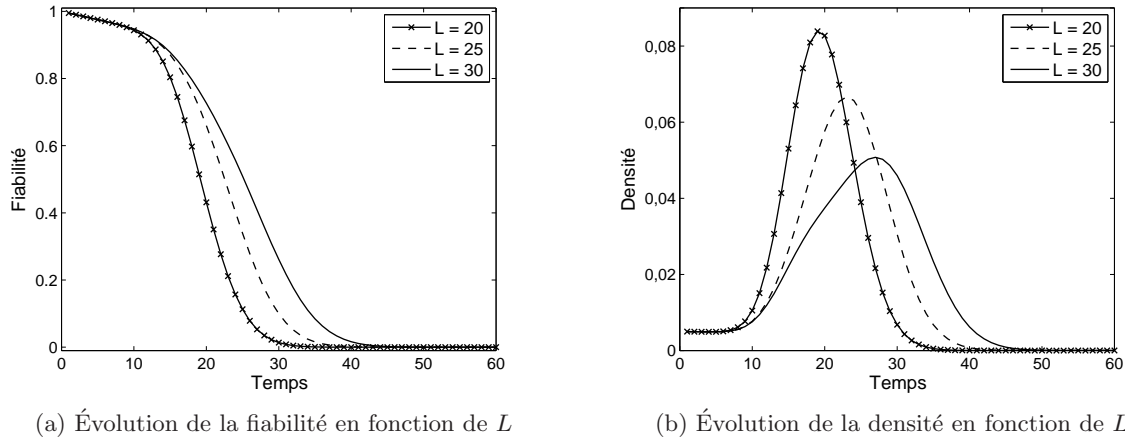 1
0.8
0.6
0.4
0.2
0
0 10 20 30 40 50 60
Fiabilité
Temps
L = 20
L = 25
L = 30
(a) Évolution de la fiabilité en fonction de L
0,08
0,06
0,04
0,02
0
0 10 20 30 40 50 60
Densité
Temps
L = 20
L = 25
L = 30
(b) Évolution de la densité en fonction de L